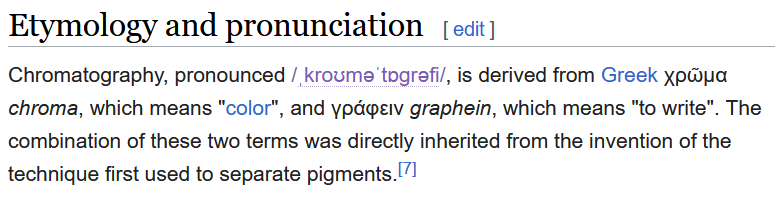 Etymology and pronunciation [ edit ]
Chromatography, pronounced /ˌkroʊməˈtɒɡrəfi/, is derived from Greek χρῶμα
chroma, which means "color", and γράφειν graphein, which means "to write". The
combination of these two terms was directly inherited from the invention of the
technique first used to separate pigments.[7]